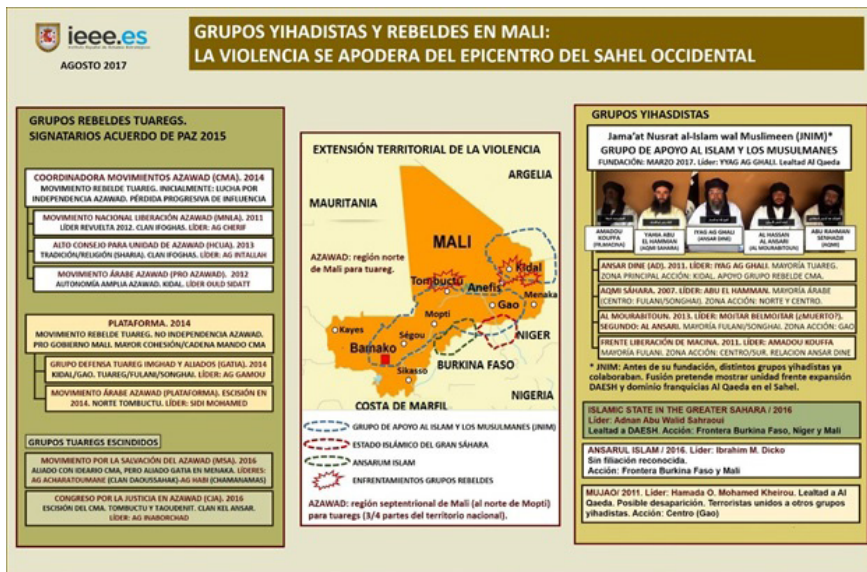 ieee.es
Instituto Español de Estudios Estratégicos
AGOSTO 2017
GRUPOS YIHADISTAS Y REBELDES EN MALI:
LA VIOLENCIA SE APODERA DEL EPICENTRO DEL SAHEL OCCIDENTAL
GRUPOS REBELDES TUAREGS.
SIGNATARIOS ACUERDO DE PAZ 2015
COORDINADORA MOVIMIENTOS AZAWAD (CMA). 2014
MOVIMIENTO REBELDE TUAREG. INICIALMENTE: LUCHA POR
INDEPENDENCIA AZAWAD. PÉRDIDA PROGRESIVA DE INFLUENCIA
MOVIMIENTO NACIONAL LIBERACIÓN AZAWAD (MNLA). 2011
LÍDER REVUELTA 2012. CLAN IFOGHAS. LÍDER: AG CHERIF
ALTO CONSEJO PARA UNIDAD DE AZAWAD (HCUA). 2013
TRADICIÓN/RELIGIÓN (SHARIA). CLAN IFOGHAS. LÍDER: AG INTALLAH
MOVIMIENTO ÁRABE AZAWAD (PRO AZAWAD). 2012
AUTONOMÍA AMPLIA AZAWAD. KIDAL. LÍDER OULD SIDATT
PLATAFORMA. 2014
MOVIMIENTO REBELDE TUAREG. NO INDEPENDENCIA AZAWAD.
PRO GOBIERNO MALI. MAYOR COHESIÓN/CADENA MANDO CMA
GRUPO DEFENSA TUAREG IMGHAD Y ALIADOS (GATIA). 2014
KIDAL/GAO. TUAREG/FULANI/SONGHAI. LÍDER: AG GAMOU
MOVIMIENTO ÁRABE AZAWAD (PLATAFORMA). ESCISIÓN EN
2014. NORTE TOMBUCTU. LÍDER: SIDI MOHAMED
GRUPOS TUAREGS ESCINDIDOS
MOVIMIENTO POR LA SALVACIÓN DEL AZAWAD (MSA). 2016
ALIADO CON IDEARIO CMA, PERO ALIADO GATIA EN MENAKA. LÍDERES:
AG ACHARATOUMANE (CLAN DAOUSSAHAK)-AG HABI (CHAMANAMAS)
CONGRESO POR LA JUSTICIA EN AZAWAD (CJA). 2016
ESCISIÓN DEL CMA. TOMBUCTU Y TAOUDENIT. CLAN KEL ANSAR.
LÍDER: AG INABORCHAD
EXTENSIÓN TERRITORIAL DE LA VIOLENCIA
ARGELIA
MAURITANIA
MALI
AZAWAD: región norte
de Mali para tuareg.
Kidal
Tombuctú
Anefis
Menaka
Gao
Mopti
Kayes
Ségou
NIGER
Bamako
BURKINA FASO
Sikasso
NIGERIA
COSTA DE MARFIL
GRUPO DE APOYO AL ISLAM Y LOS MUSULMANES (JNIM)
ESTADO ISLÁMICO DEL GRAN SÁHARA
ANSARUM ISLAM
ENFRENTAMIENTOS GRUPOS REBELDES
AZAWAD: región septentrional de Mali (al norte de Mopti)
para tuaregs (3/4 partes del territorio nacional).
GRUPOS YIHASDISTAS
Jama'at Nusrat al-Islam wal Muslimeen (JNIM)*
GRUPO DE APOYO AL ISLAM Y LOS MUSULMANES
FUNDACIÓN: MARZO 2017. Líder: YYAG AG GHALI. Lealtad Al Qaeda
AMADOU
KOUFFA
YAHIA ABU
EL HAMMAN
(AQMI SAHARA)
IYAG AG GHALI
(ANSAR DINE)
AL HASSAN
AL ANSARI
(AL MOURABITOUN)
ABU RAHMAN
SENHADJI
(AQMI)
ANSAR DINE (AD). 2011. LÍDER: IYAG AG GHALI. MAYORÍA TUAREG.
ZONA PRINCIPAL ACCIÓN: KIDAL. APOYO GRUPO REBELDE CMA.
AQMI SÁHARA. 2007. LÍDER: ABU EL HAMMAN. MAYORÍA ÁRABE
(CENTRO: FULANI/SONGHAI). ZONA ACCIÓN: NORTE Y CENTRO.
AL MOURABITOUN. 2013. LÍDER: MOJTAR BELMOJTAR (¿MUERTO?).
SEGUNDO: AL ANSARI. MAYORÍA FULANI/SONGHAI. ZONA ACCIÓN: GAO
FRENTE LIBERACIÓN DE MACINA. 2011. LÍDER: AMADOU KOUFFA
MAYORÍA FULANI. ZONA ACCION: CENTRO/SUR. RELACION ANSAR DINE
* JNIM: Antes de su fundación, distintos grupos yihadistas ya
colaboraban. Fusión pretende mostrar unidad frente expansión
DAESH y dominio franquicias Al Qaeda en el Sahel.
ISLAMIC STATE IN THE GREATER SAHARA / 2016
Líder: Adnan Abu Walid Sahraoui
Lealtad a DAESH. Acción: Frontera Burkina Faso, Níger y Mali
ANSARUL ISLAM / 2016. Líder: Ibrahim M. Dicko
Sin filiación reconocida.
Acción: Frontera Burkina Faso y Mali
MUJAO/ 2011. Líder: Hamada O. Mohamed Kheirou. Lealtad a Al
Qaeda. Posible desaparición. Terroristas unidos a otros grupos
yihadistas. Acción: Centro (Gao)